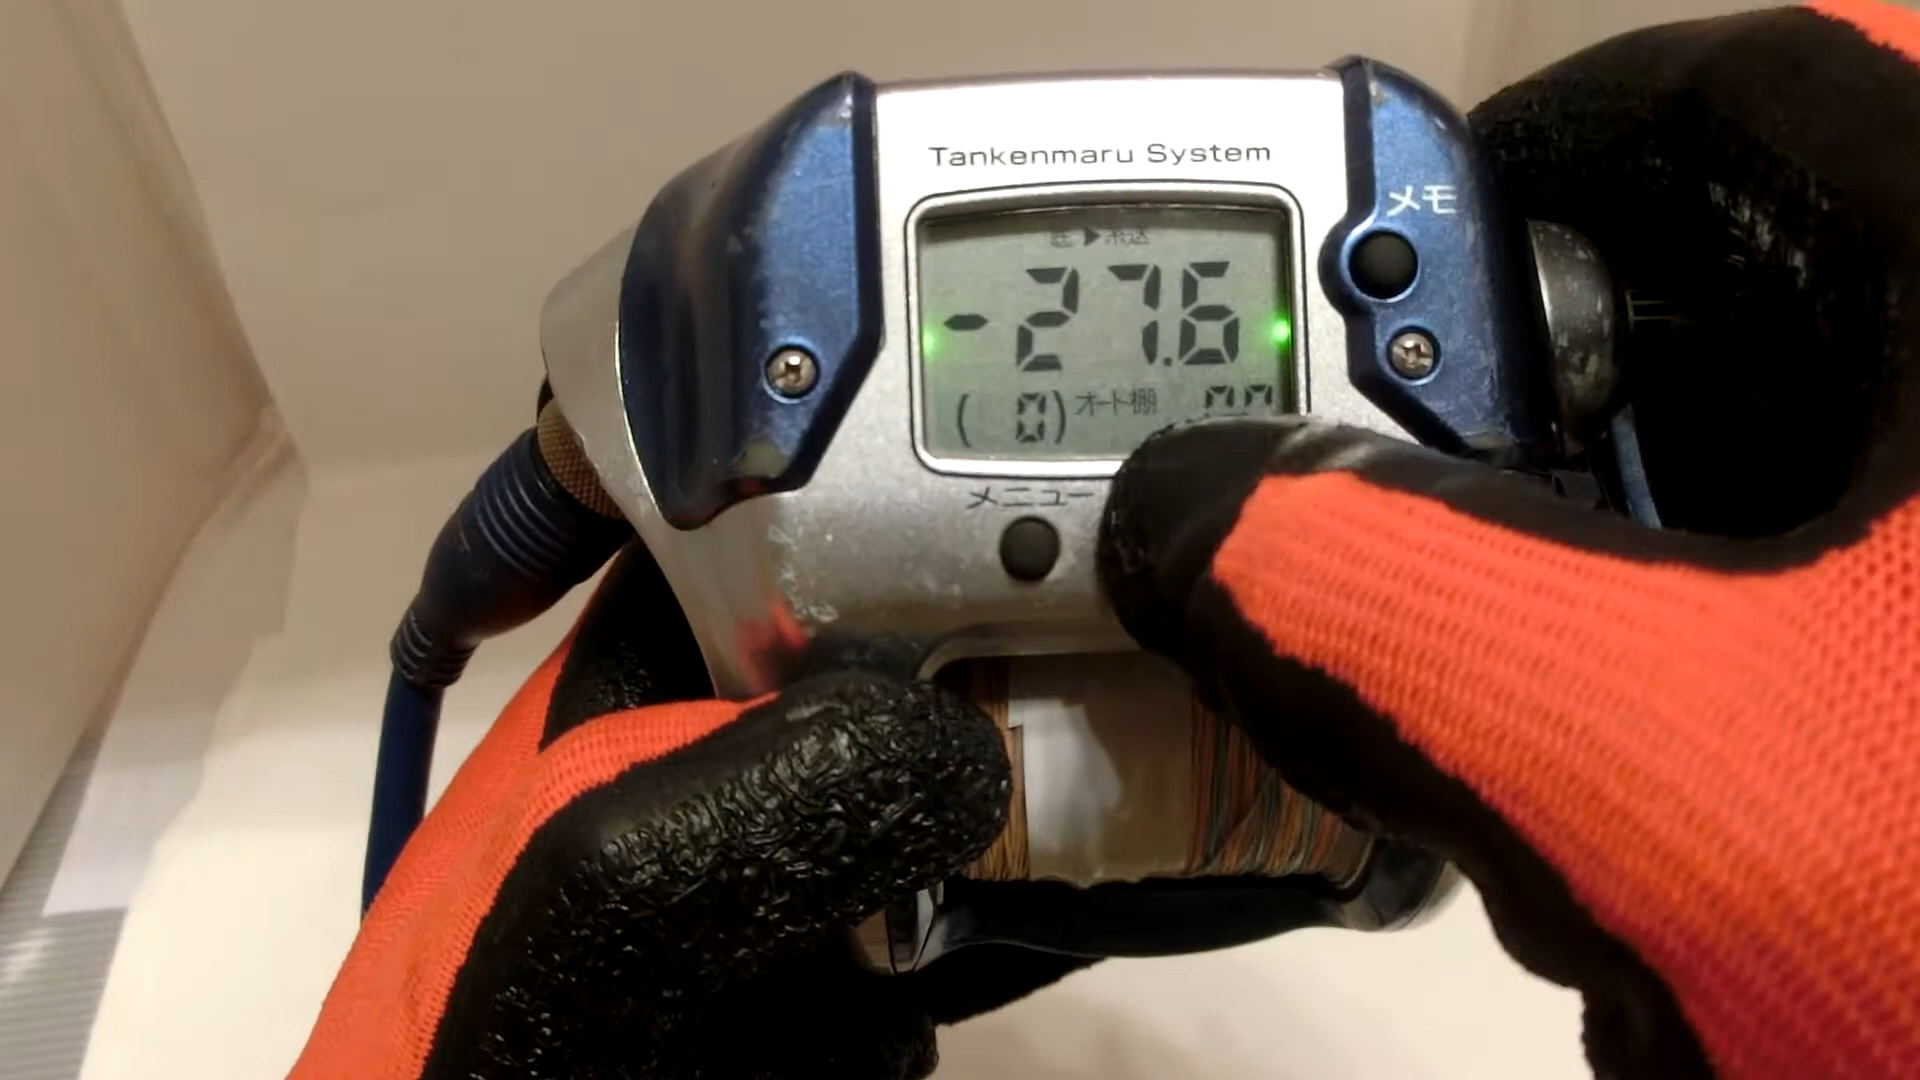 Tankenmaru System
メモ
底▶糸送
-27.6
(0) オート棚
メニュー